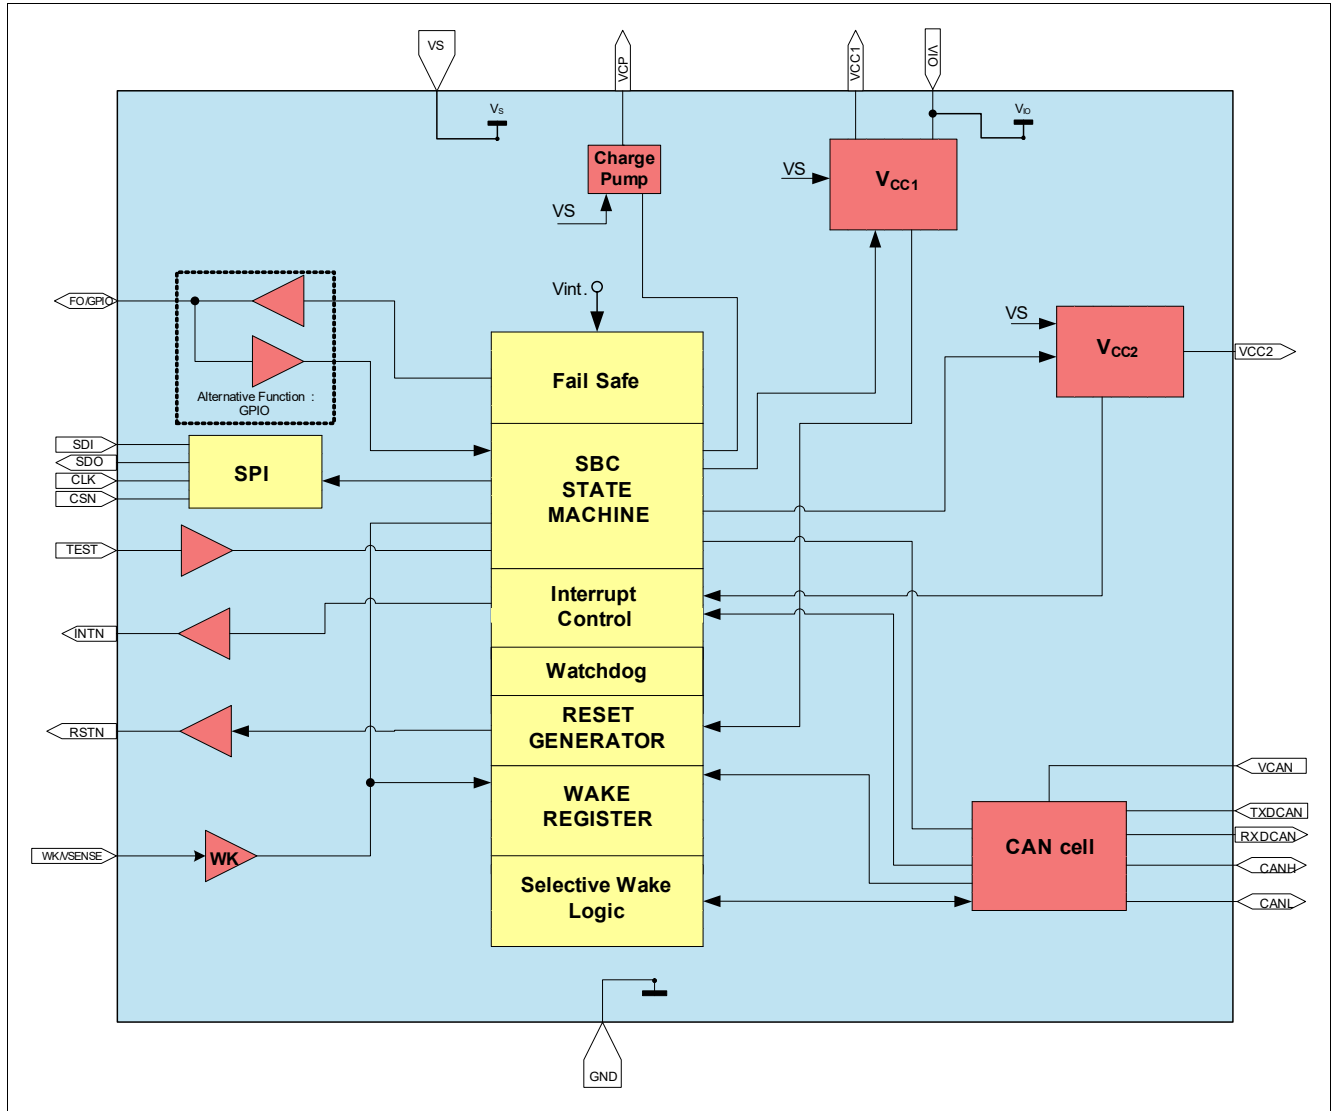 VS
VCP
VCC1
VIO
VS
VIO
Charge
Pump
VS
VS
VCC1
Vint.
FO/GPIO
Alternative Function :
GPIO
Fail Safe
VS
VCC2
VCC2
SDI
SDO
CLK
CSN
SPI
SBC
STATE
MACHINE
TEST
INTN
Interrupt
Control
Watchdog
RSTN
RESET
GENERATOR
WAKE
REGISTER
WK/VSENSE
WK
Selective Wake
Logic
CAN cell
VCAN
TXDCAN
RXDCAN
CANH
CANL
GND